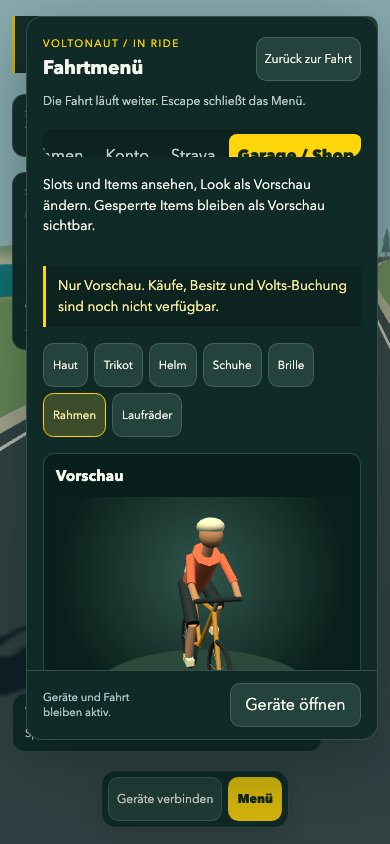 VOLTONAUT / IN RIDE
Fahrtmenü
Zurück zur Fahrt
Die Fahrt läuft weiter. Escape schließt das Menü.
Konto Strava Garage / Shop
Slots und Items ansehen, Look als Vorschau
ändern. Gesperrte Items bleiben als Vorschau
sichtbar.
Nur Vorschau. Käufe, Besitz und Volts-Buchung
sind noch nicht verfügbar.
Haut Trikot Helm Schuhe Brille
Rahmen Laufräder
Vorschau
Geräte und Fahrt
bleiben aktiv.
Geräte öffnen
Geräte verbinden Menü